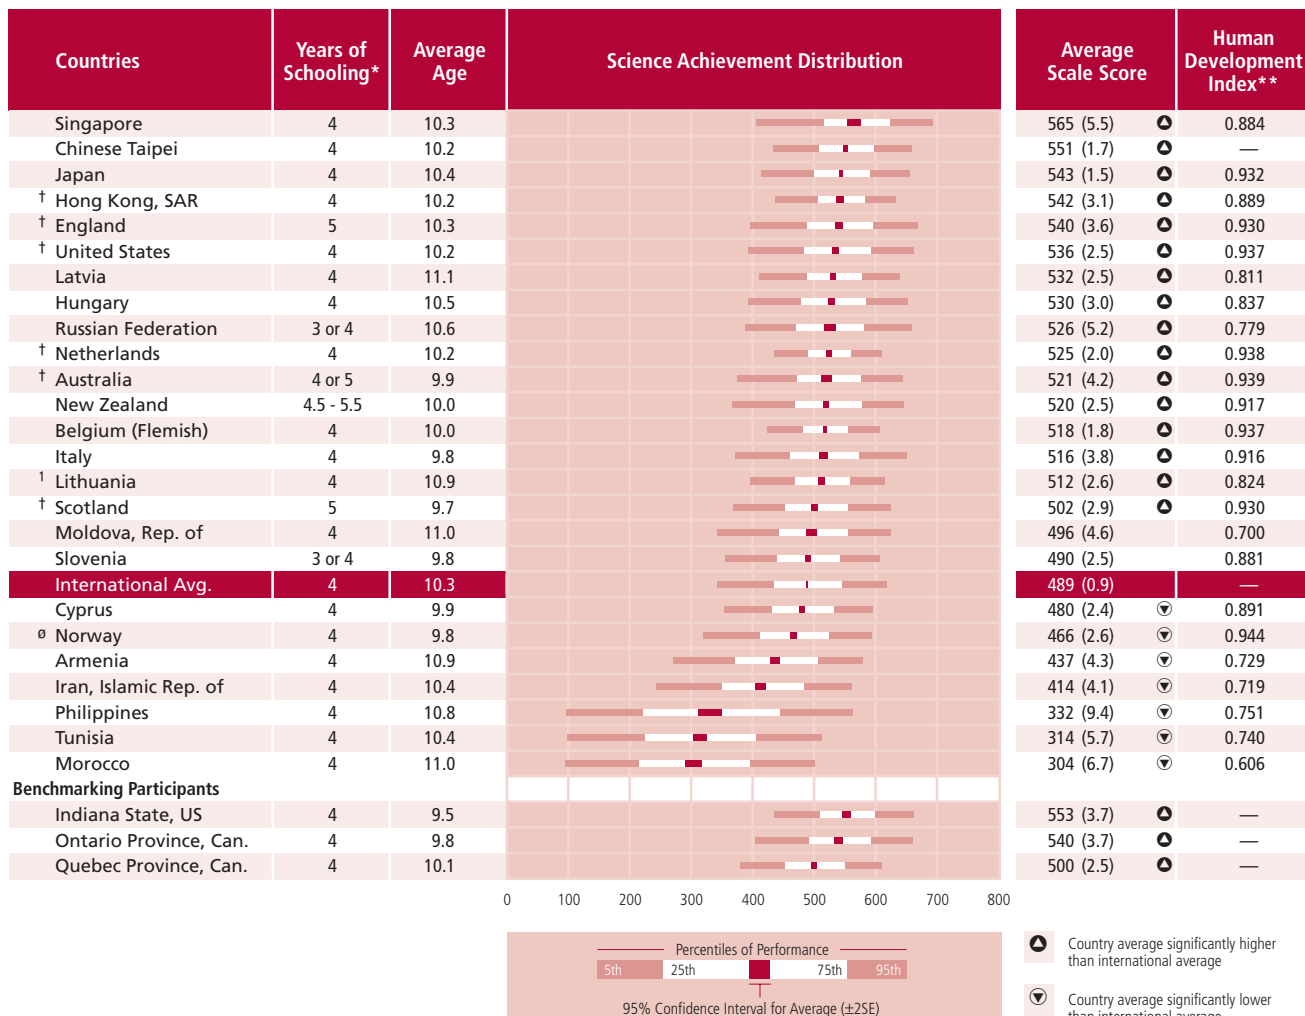 Countries Years of Schooling* Average Age Science Achievement Distribution Average Scale Score Human Development Index**
Singapore 4 10.3 565 (5.5) 0.884
Chinese Taipei 4 10.2 551 (1.7) —
Japan 4 10.4 543 (1.5) 0.932
† Hong Kong, SAR 4 10.2 542 (3.1) 0.889
† England 5 10.3 540 (3.6) 0.930
† United States 4 10.2 536 (2.5) 0.937
Latvia 4 11.1 532 (2.5) 0.811
Hungary 4 10.5 530 (3.0) 0.837
Russian Federation 3 or 4 10.6 526 (5.2) 0.779
† Netherlands 4 10.2 525 (2.0) 0.938
† Australia 4 or 5 9.9 521 (4.2) 0.939
New Zealand 4.5 - 5.5 10.0 520 (2.5) 0.917
Belgium (Flemish) 4 10.0 518 (1.8) 0.937
Italy 4 9.8 516 (3.8) 0.916
1 Lithuania 4 10.9 512 (2.6) 0.824
† Scotland 5 9.7 502 (2.9) 0.930
Moldova, Rep. of 4 11.0 496 (4.6) 0.700
Slovenia 3 or 4 9.8 490 (2.5) 0.881
International Avg. 4 10.3 489 (0.9) —
Cyprus 4 9.9 480 (2.4) 0.891
ø Norway 4 9.8 466 (2.6) 0.944
Armenia 4 10.9 437 (4.3) 0.729
Iran, Islamic Rep. of 4 10.4 414 (4.1) 0.719
Philippines 4 10.8 332 (9.4) 0.751
Tunisia 4 10.4 314 (5.7) 0.740
Morocco 4 11.0 304 (6.7) 0.606
Benchmarking Participants
Indiana State, US 4 9.5 553 (3.7) —
Ontario Province, Can. 4 9.8 540 (3.7) —
Quebec Province, Can. 4 10.1 500 (2.5) —
0 100 200 300 400 500 600 700 800
Percentiles of Performance
5th 25th 75th 95th
95% Confidence Interval for Average (±2SE)
Country average significantly higher
than international average
Country average significantly lower
than international average